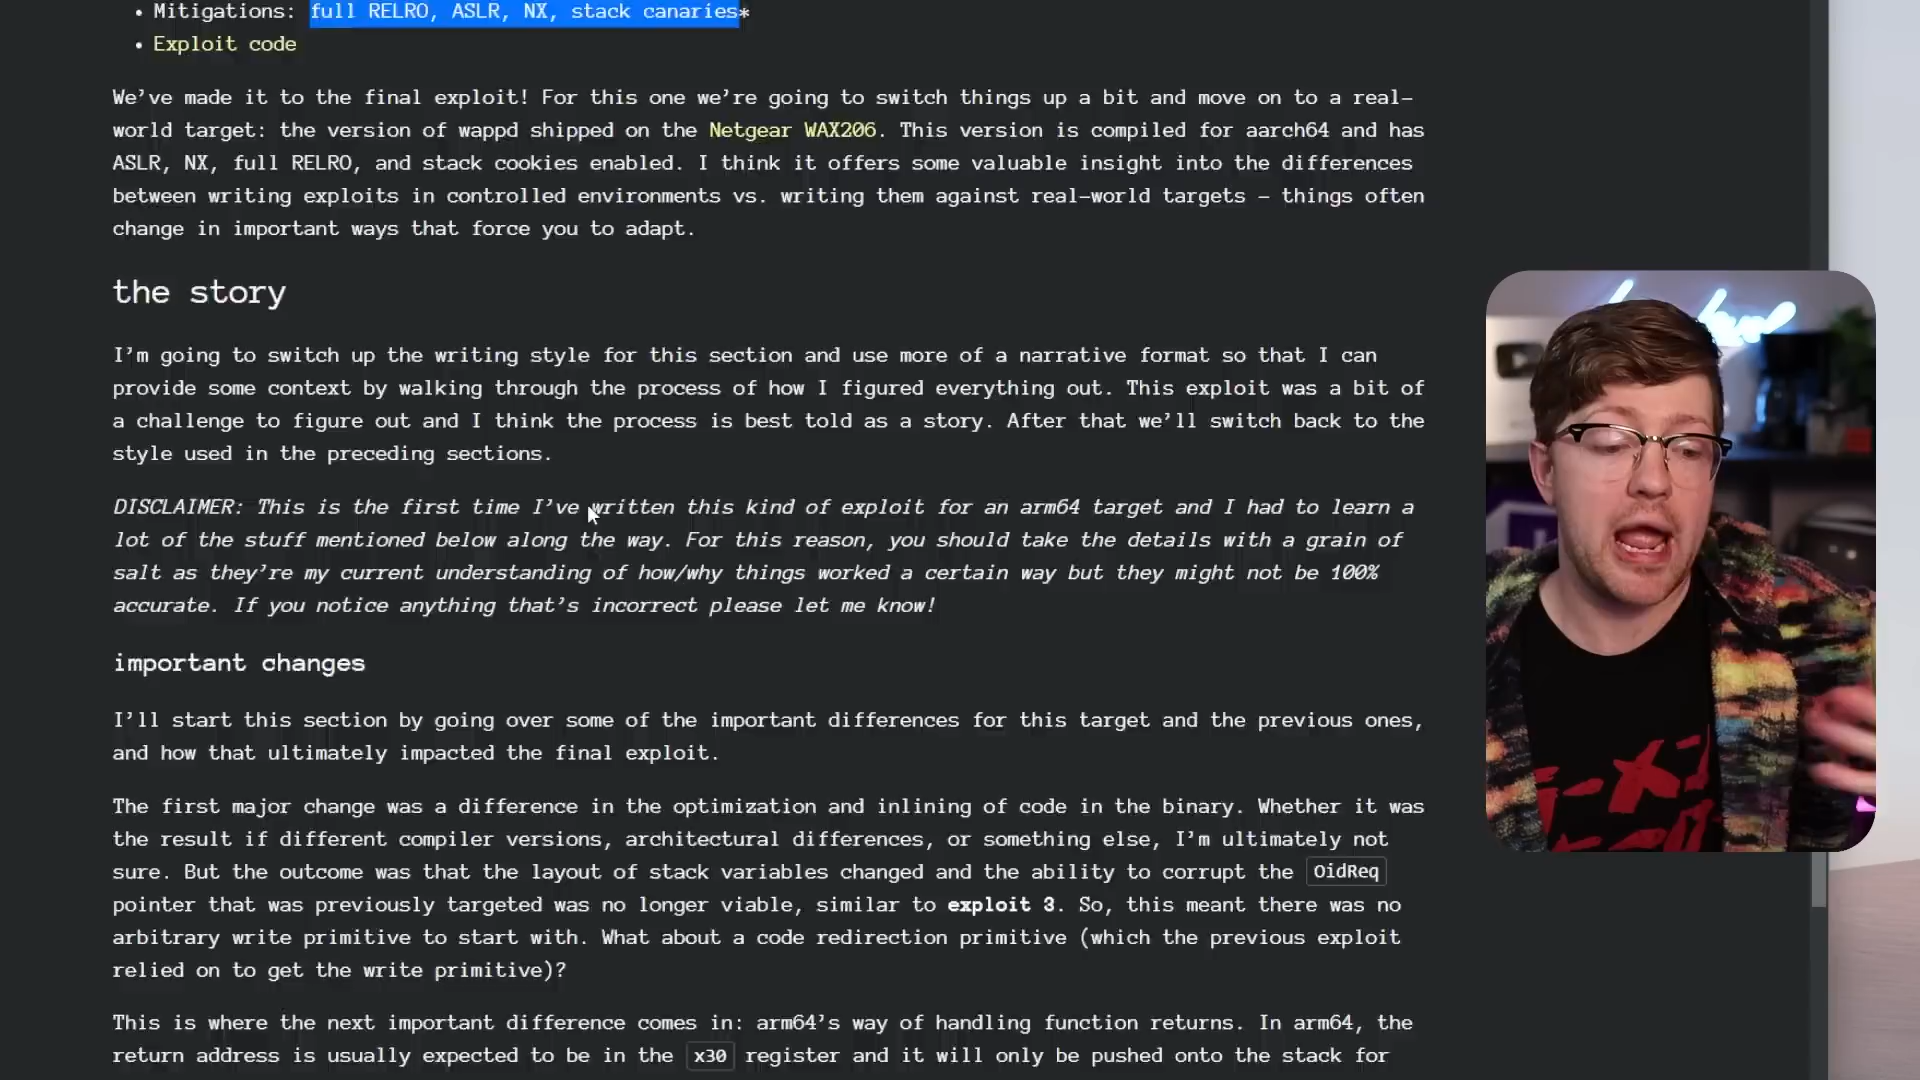 • Mitigations: full RELRO, ASLR, NX, stack canaries*
• Exploit code
We’ve made it to the final exploit! For this one we’re going to switch things up a bit and move on to a real-
world target: the version of wappd shipped on the Netgear WAX206. This version is compiled for aarch64 and has
ASLR, NX, full RELRO, and stack cookies enabled. I think it offers some valuable insight into the differences
between writing exploits in controlled environments vs. writing them against real-world targets – things often
change in important ways that force you to adapt.
the story
I’m going to switch up the writing style for this section and use more of a narrative format so that I can
provide some context by walking through the process of how I figured everything out. This exploit was a bit of
a challenge to figure out and I think the process is best told as a story. After that we’ll switch back to the
style used in the preceding sections.
DISCLAIMER: This is the first time I’ve written this kind of exploit for an arm64 target and I had to learn a
lot of the stuff mentioned below along the way. For this reason, you should take the details with a grain of
salt as they’re my current understanding of how/why things worked a certain way but they might not be 100%
accurate. If you notice anything that’s incorrect please let me know!
important changes
I’ll start this section by going over some of the important differences for this target and the previous ones,
and how that ultimately impacted the final exploit.
The first major change was a difference in the optimization and inlining of code in the binary. Whether it was
the result if different compiler versions, architectural differences, or something else, I’m ultimately not
sure. But the outcome was that the layout of stack variables changed and the ability to corrupt the OidReq
pointer that was previously targeted was no longer viable, similar to exploit 3. So, this meant there was no
arbitrary write primitive to start with. What about a code redirection primitive (which the previous exploit
relied on to get the write primitive)?
This is where the next important difference comes in: arm64’s way of handling function returns. In arm64, the
return address is usually expected to be in the x30 register and it will only be pushed onto the stack for